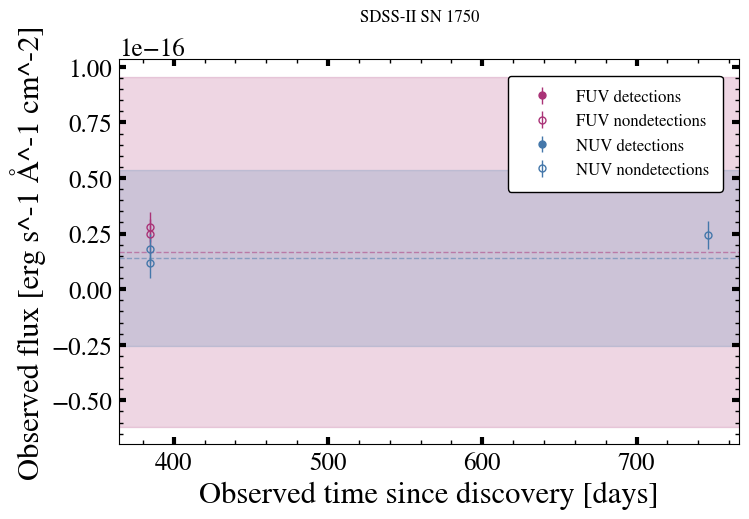 SDSS-II SN 1750
1e−16
1.00
0.75
0.50
0.25
0.00
−0.25
−0.50
Observed flux [erg s^-1 Å^-1 cm^-2]
FUV detections
FUV nondetections
NUV detections
NUV nondetections
400
500
600
700
Observed time since discovery [days]